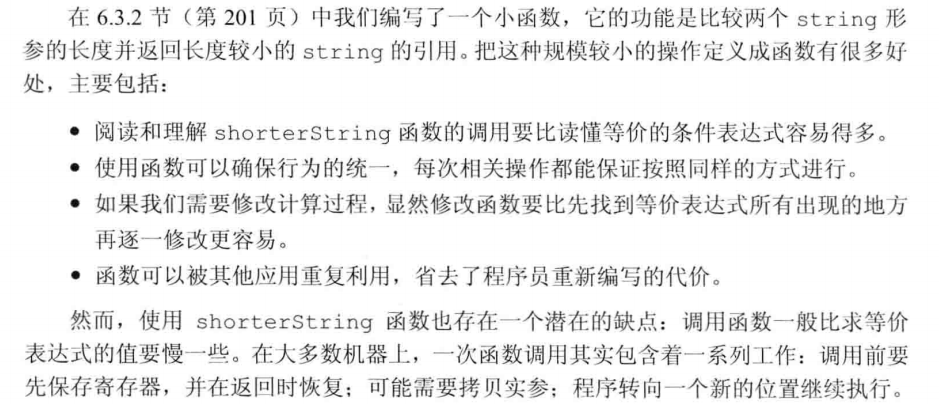 在 6.3.2 节（第 201 页）中我们编写了一个小函数，它的功能是比较两个 string 形
参的长度并返回长度较小的 string 的引用。把这种规模较小的操作定义成函数有很多好
处，主要包括：
● 阅读和理解 shorterString 函数的调用要比读懂等价的条件表达式容易得多。
● 使用函数可以确保行为的统一，每次相关操作都能保证按照同样的方式进行。
● 如果我们需要修改计算过程，显然修改函数要比先找到等价表达式所有出现的地方
再逐一修改更容易。
● 函数可以被其他应用重复利用，省去了程序员重新编写的代价。
然而，使用 shorterString 函数也存在一个潜在的缺点：调用函数一般比求等价
表达式的值要慢一些。在大多数机器上，一次函数调用其实包含着一系列工作：调用前要
先保存寄存器，并在返回时恢复；可能需要拷贝实参；程序转向一个新的位置继续执行。